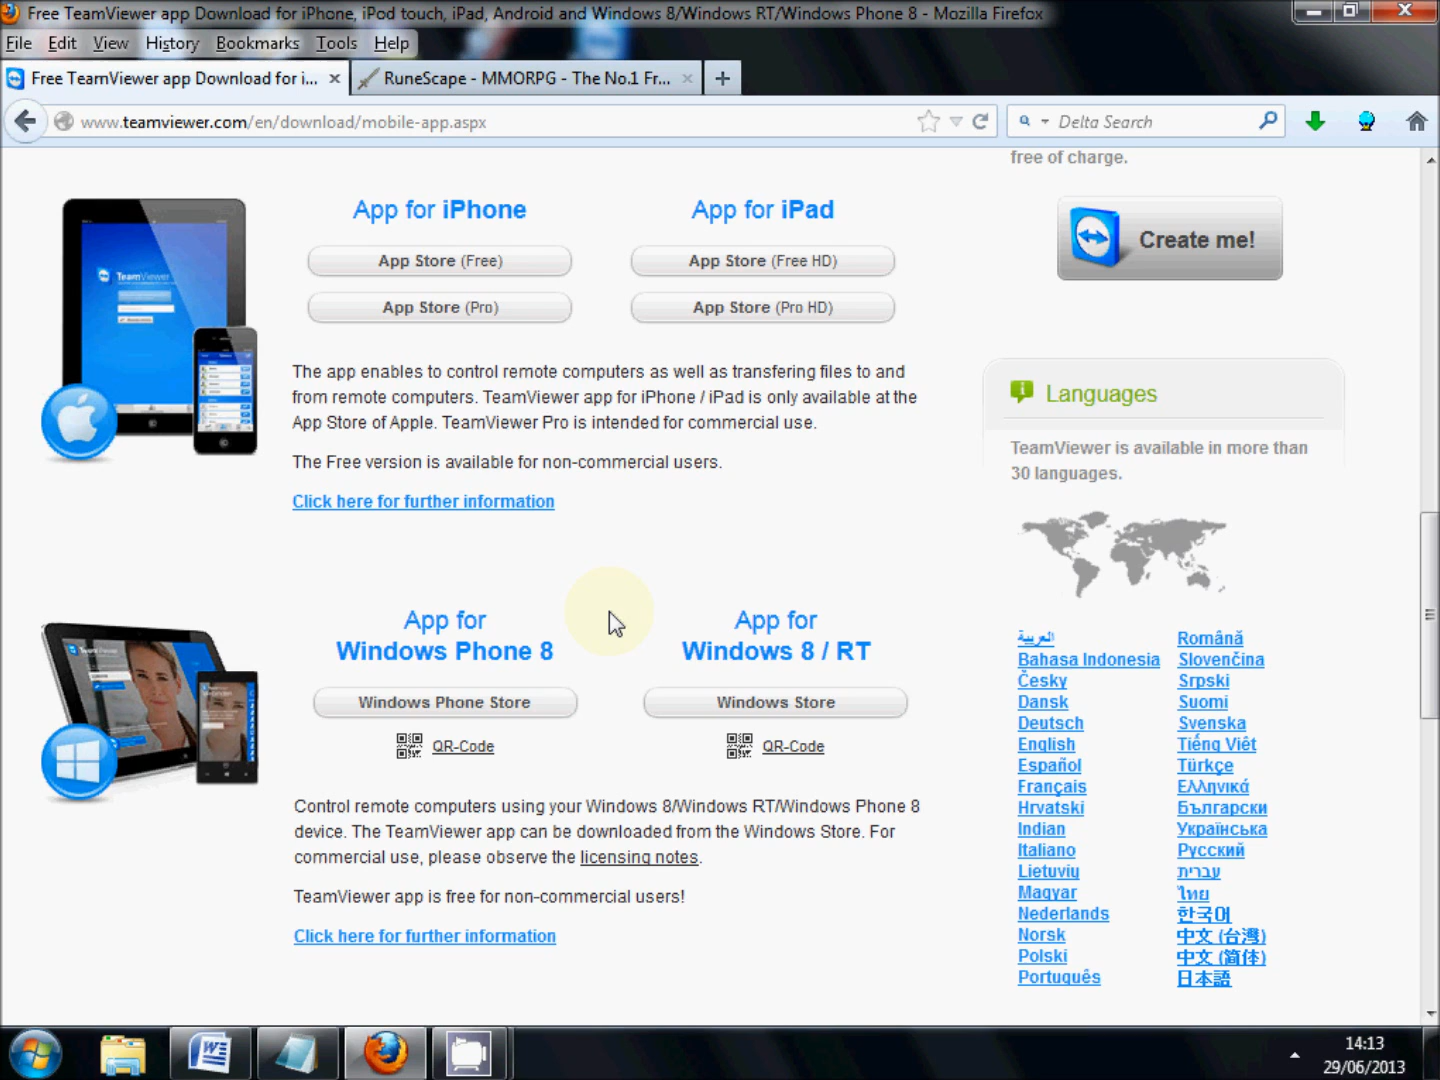 Free TeamViewer app Download for iPhone, iPod touch, iPad, Android and Windows 8/Windows RT/Windows Phone 8 - Mozilla Firefox
File Edit View History Bookmarks Tools Help
Free TeamViewer app Download for i...
RuneScape - MMORPG - The No.1 Fr...
www.teamviewer.com/en/download/mobile-app.aspx
Delta Search
free of charge.
App for iPhone
App for iPad
App Store (Free)
App Store (Free HD)
App Store (Pro)
App Store (Pro HD)
TeamViewer
Create me!
The app enables to control remote computers as well as transfering files to and
from remote computers. TeamViewer app for iPhone / iPad is only available at the
App Store of Apple. TeamViewer Pro is intended for commercial use.
The Free version is available for non-commercial users.
Click here for further information
App for
Windows Phone 8
App for
Windows 8 / RT
Windows Phone Store
Windows Store
QR-Code
QR-Code
Control remote computers using your Windows 8/Windows RT/Windows Phone 8
device. The TeamViewer app can be downloaded from the Windows Store. For
commercial use, please observe the licensing notes.
TeamViewer app is free for non-commercial users!
Click here for further information
Languages
TeamViewer is available in more than
30 languages.
العربية
Bahasa Indonesia
Česky
Dansk
Deutsch
English
Español
Français
Hrvatski
Indian
Italiano
Lietuvių
Magyar
Nederlands
Norsk
Polski
Português
Română
Slovenčina
Srpski
Suomi
Svenska
Tiếng Việt
Türkçe
Ελληνικά
Български
Українська
Русский
עברית
ไทย
한국어
中文 (台灣)
中文 (简体)
日本語
14:13
29/06/2013